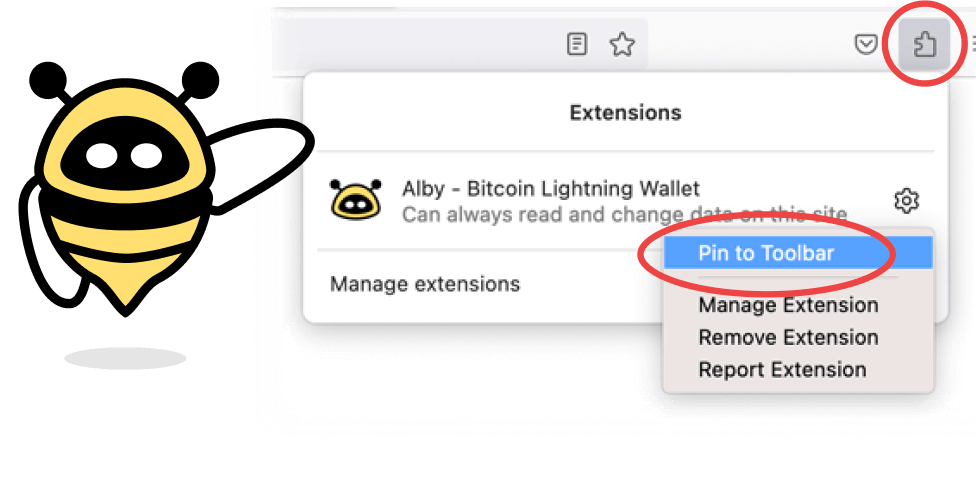 Extensions
Alby - Bitcoin Lightning Wallet
Can always read and change data on this site
Pin to Toolbar
Manage extensions
Manage Extension
Remove Extension
Report Extension